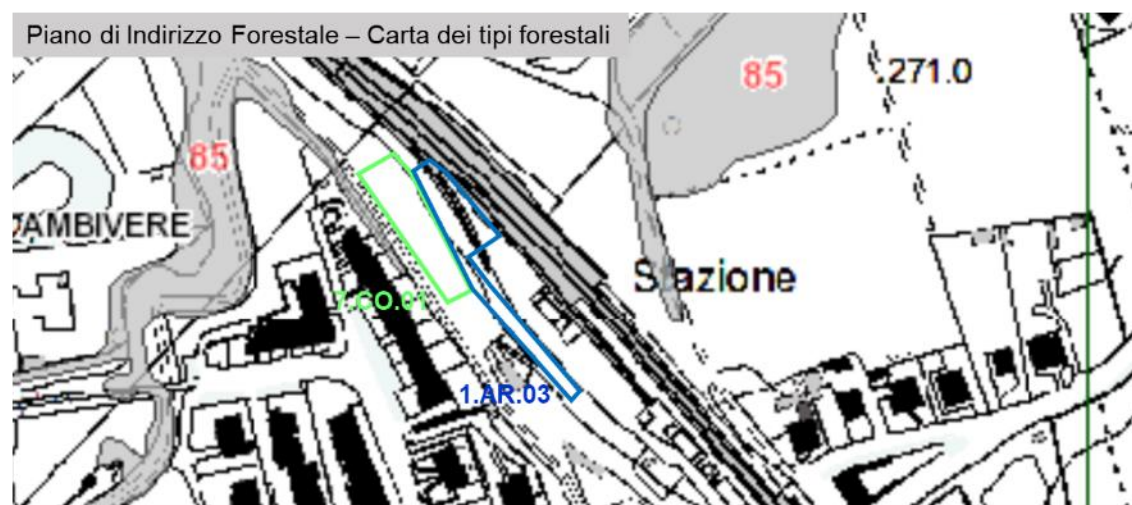 Piano di Indirizzo Forestale – Carta dei tipi forestali
85
271.0
85
AMBIVERE
Stazione
7.CO.01
1.AR.03